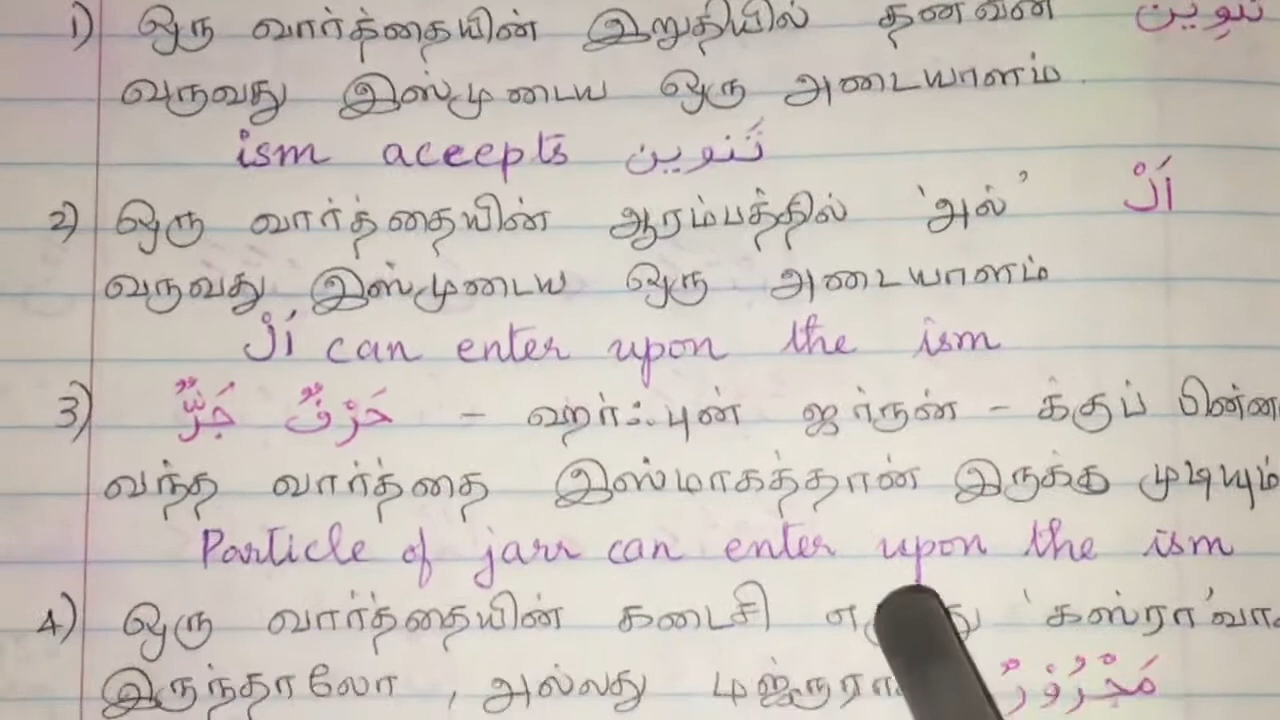 1) ஒரு வார்த்தையின் இறுதியில் தன்வீன் تنوين
வருவது இஸ்முடைய ஒரு அடையாளம்.
ism aceepts تَنوين
2) ஒரு வார்த்தையின் ஆரம்பத்தில் 'அல்' اَلْ
வருவது இஸ்முடைய ஒரு அடையாளம்
اَلْ can enter upon the ism
3) حَرْفٌ جَرٌّ - ஹர்ஃபுன் ஜர்ருன் - க்குப்
வந்த வார்த்தை இஸ்மாகத்தான் இருக்க முடியும்
Particle of jarr can enter upon the ism
4) ஒரு வார்த்தையின் கடைசி 'கஸ்ரா'
இருந்தாலோ , அல்லது مَجْرُوْرٌ